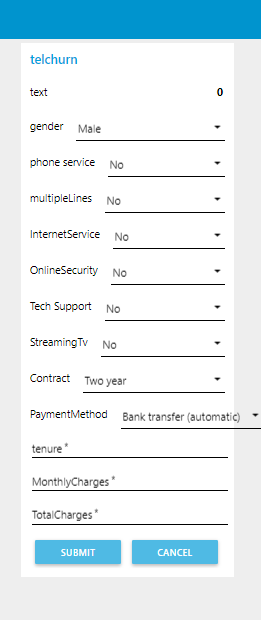 telchurn
text 0
gender Male
phone service No
multipleLines No
InternetService No
OnlineSecurity No
Tech Support No
StreamingTv No
Contract Two year
PaymentMethod Bank transfer (automatic)
tenure *
MonthlyCharges *
TotalCharges *
SUBMIT CANCEL